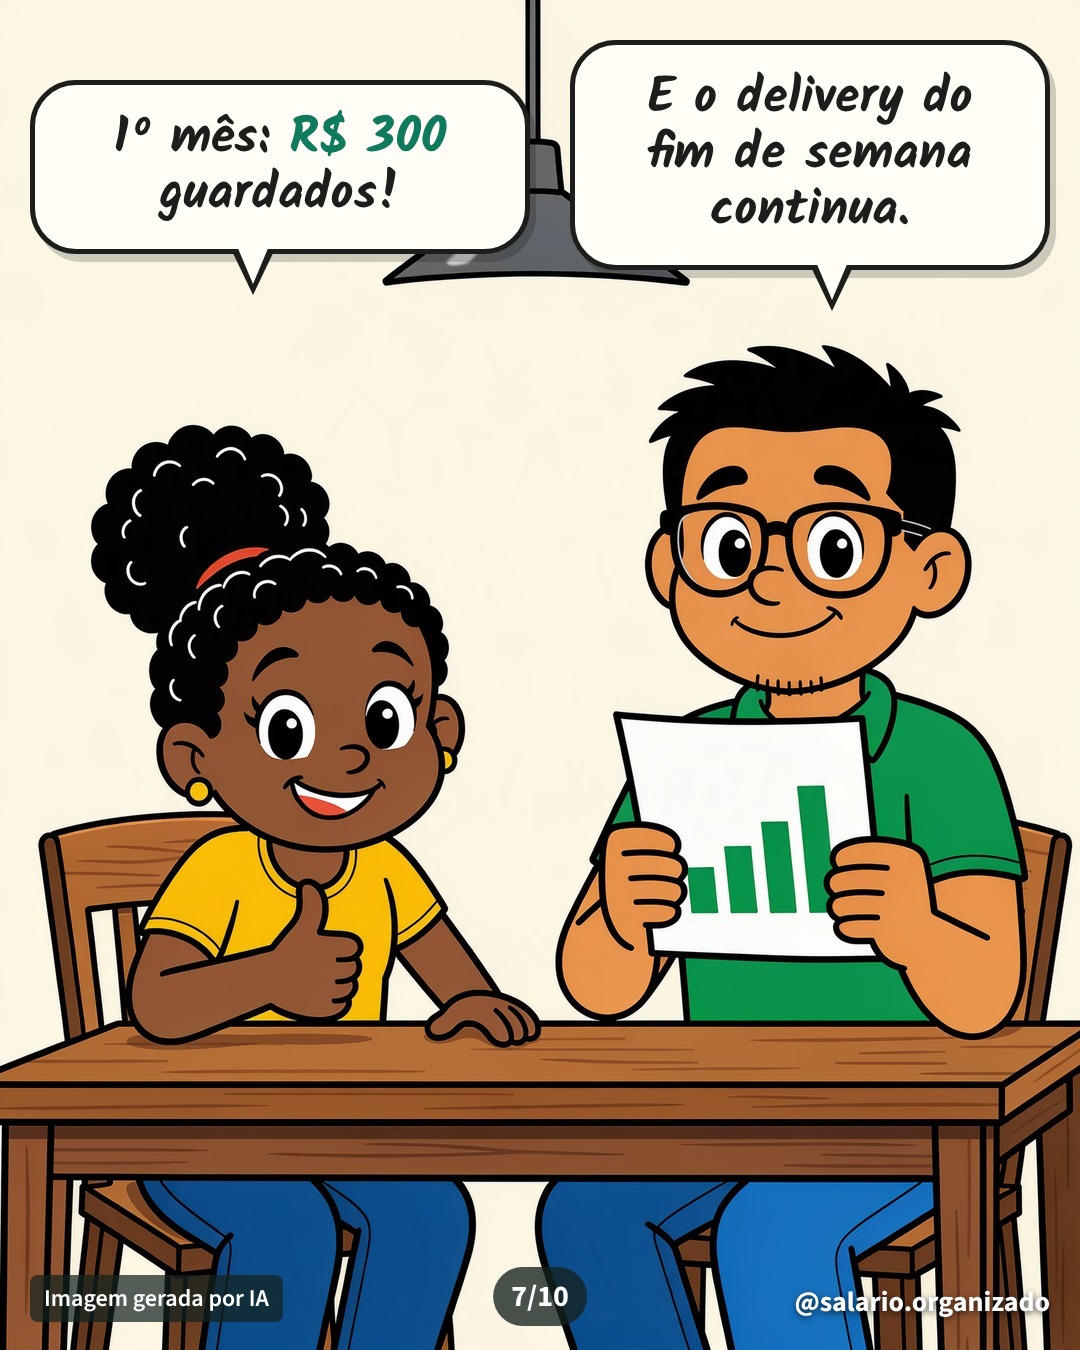 1º mês: R$ 300
guardados!
E o delivery do
fim de semana
continua.
Imagem gerada por IA
7/10
@salario.organizado